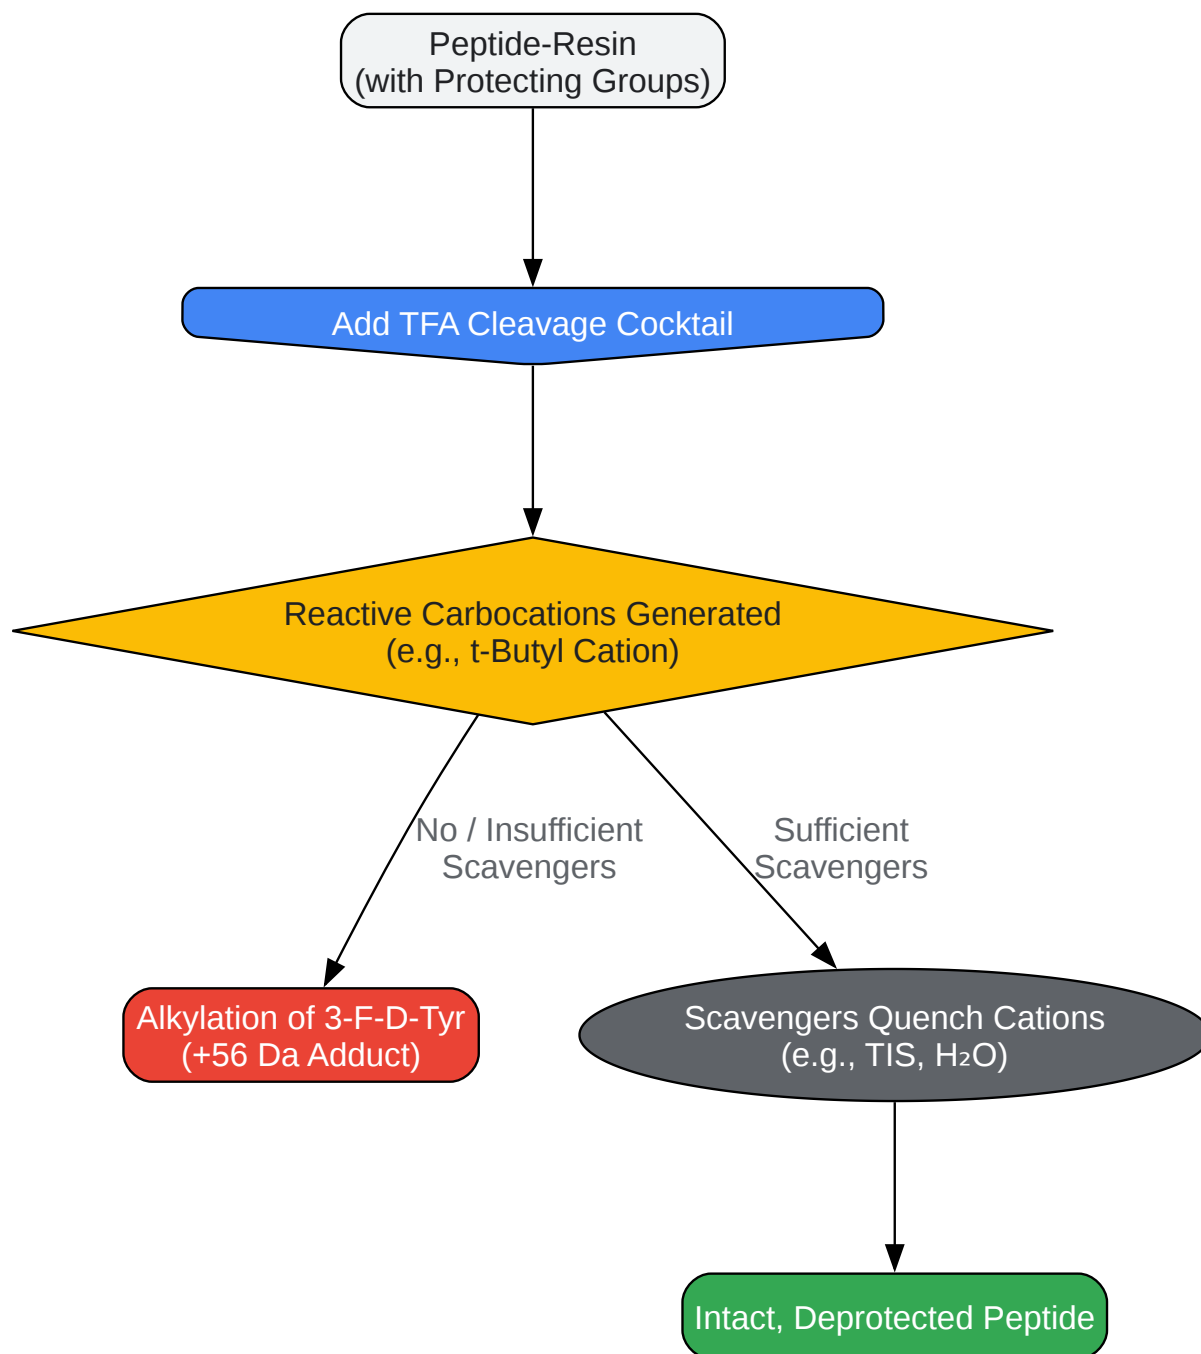 Peptide-Resin
(with Protecting Groups)
Add TFA Cleavage Cocktail
Reactive Carbocations Generated
(e.g., t-Butyl Cation)
No / Insufficient
Scavengers
Sufficient
Scavengers
Alkylation of 3-F-D-Tyr
(+56 Da Adduct)
Scavengers Quench Cations
(e.g., TIS, H₂O)
Intact, Deprotected Peptide